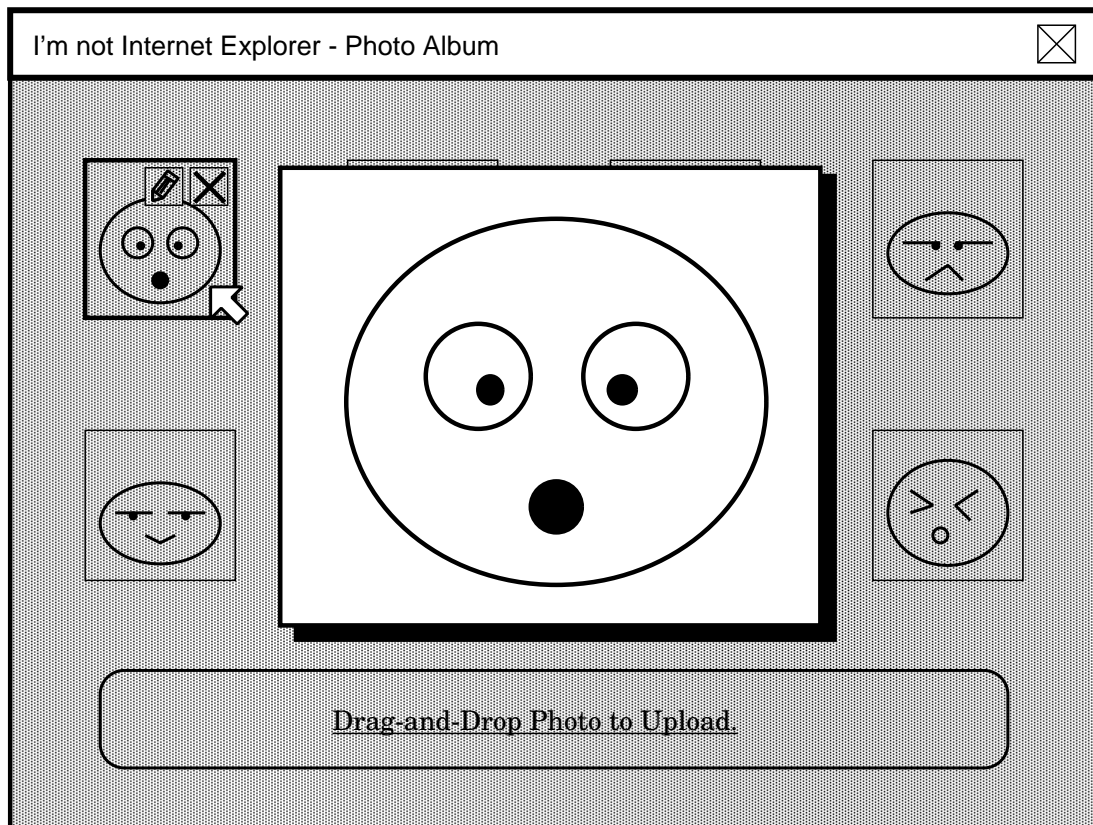 I’m not Internet Explorer - Photo Album
Drag-and-Drop Photo to Upload.